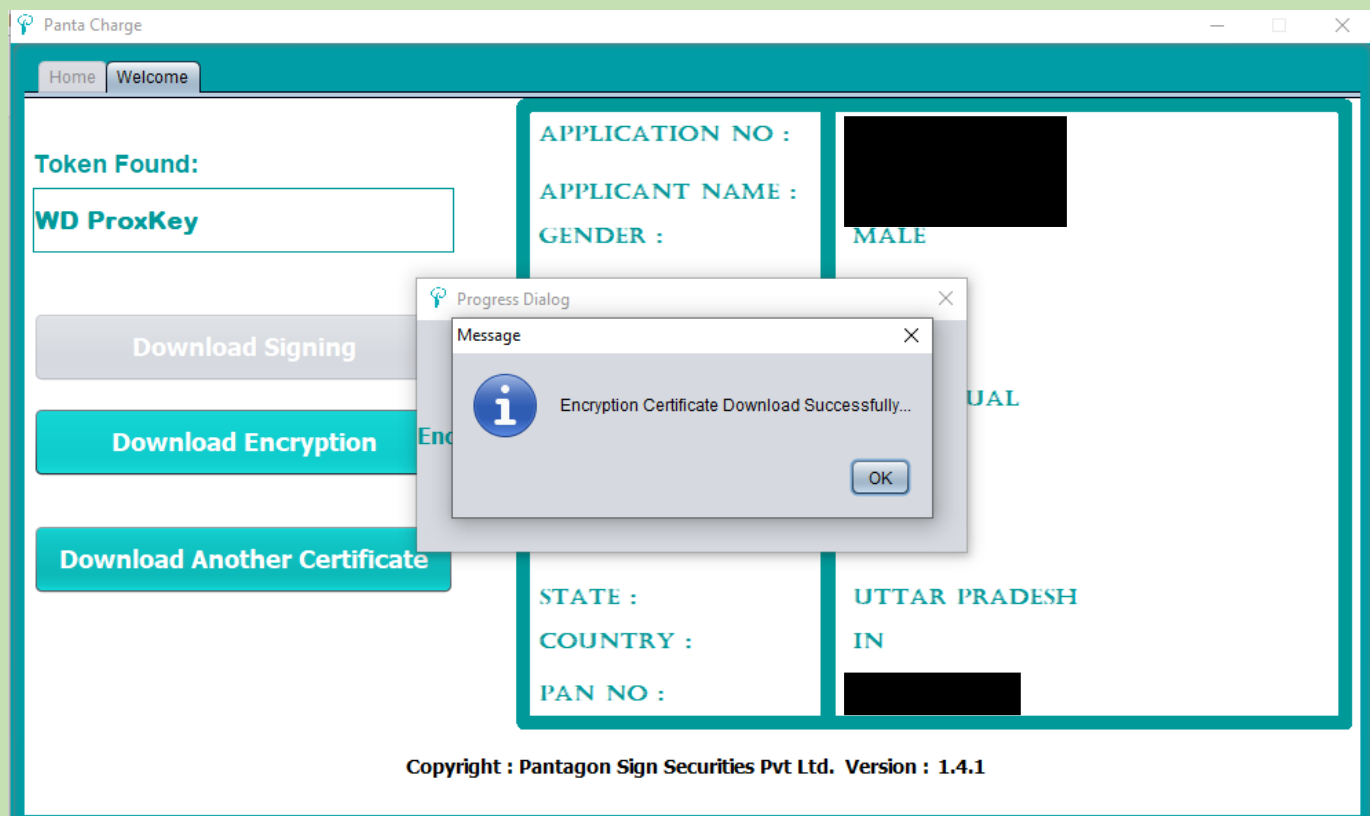 Panta Charge
Home Welcome
Token Found:
WD ProxKey
Download Signing
Download Encryption
Download Another Certificate
APPLICATION NO :
APPLICANT NAME :
GENDER : MALE
Progress Dialog
Message
Encryption Certificate Download Successfully...
OK
STATE : UTTAR PRADESH
COUNTRY : IN
PAN NO :
Copyright : Pantagon Sign Securities Pvt Ltd. Version : 1.4.1